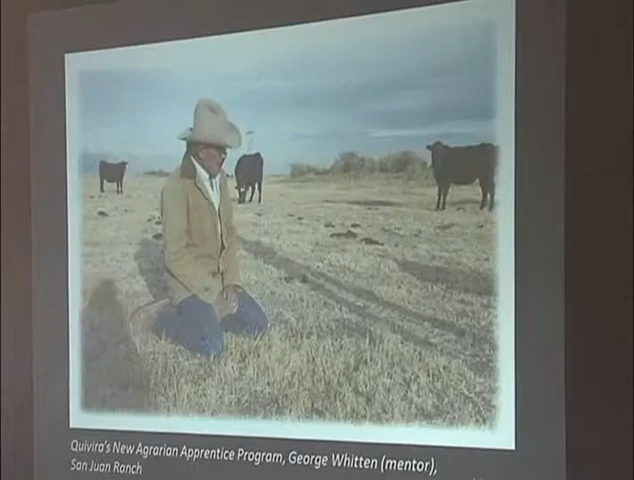 Quivira's New Agrarian Apprentice Program, George Whitten (mentor),
San Juan Ranch